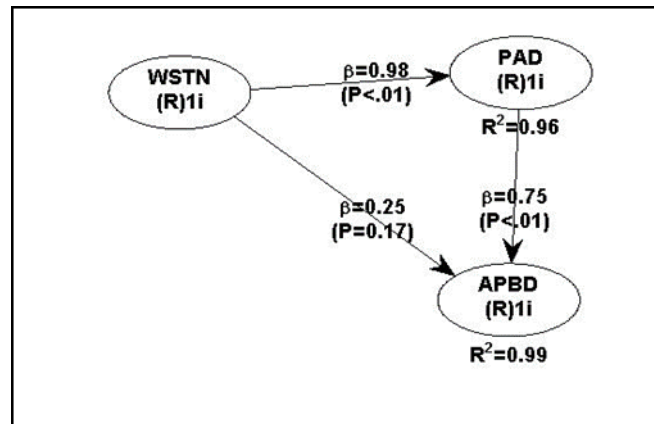 WSTN
(R)1i
β=0.98
(P<.01)
PAD
(R)1i
R²=0.96
β=0.25
(P=0.17)
β=0.75
(P<.01)
APBD
(R)1i
R²=0.99